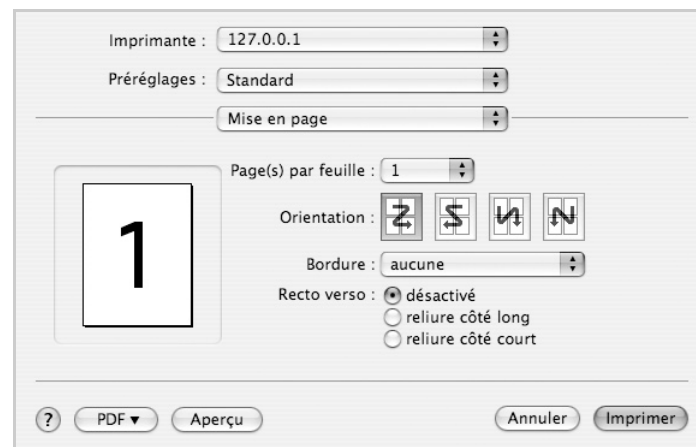 Imprimante : 127.0.0.1
Préréglages : Standard
Mise en page
Page(s) par feuille : 1
1
Orientation :
Bordure : aucune
Recto verso : désactivé
reliure côté long
reliure côté court
? PDF ▼ Aperçu Annuler Imprimer